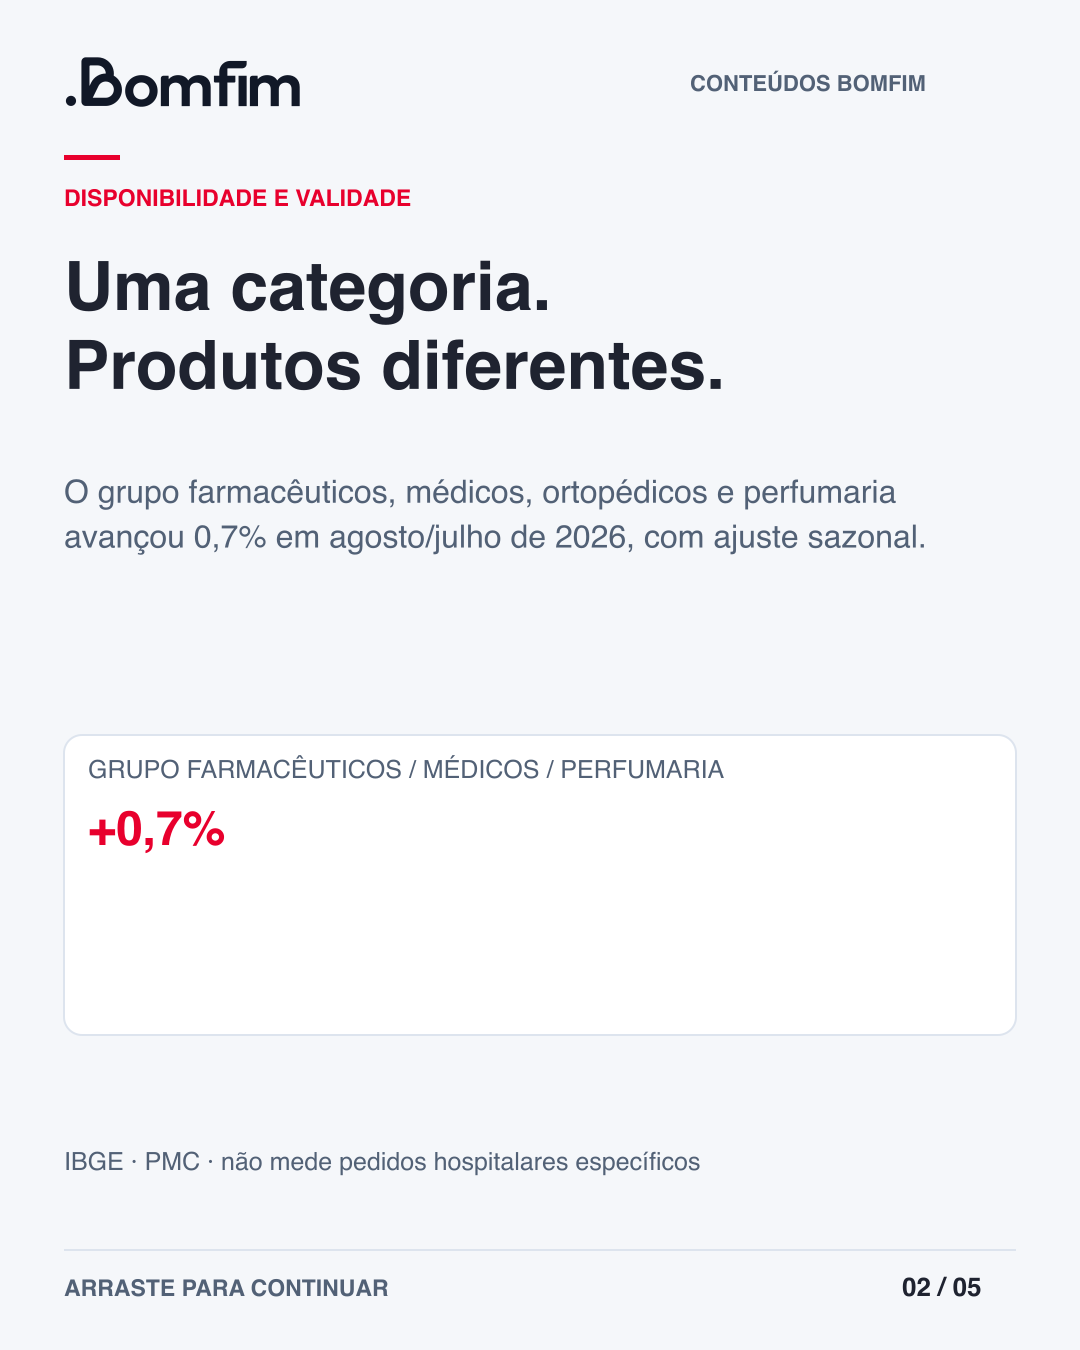 .Bomfim
CONTEÚDOS BOMFIM
DISPONIBILIDADE E VALIDADE
Uma categoria.
Produtos diferentes.
O grupo farmacêuticos, médicos, ortopédicos e perfumaria
avançou 0,7% em agosto/julho de 2026, com ajuste sazonal.
GRUPO FARMACÊUTICOS / MÉDICOS / PERFUMARIA
+0,7%
IBGE · PMC · não mede pedidos hospitalares específicos
ARRASTE PARA CONTINUAR
02 / 05